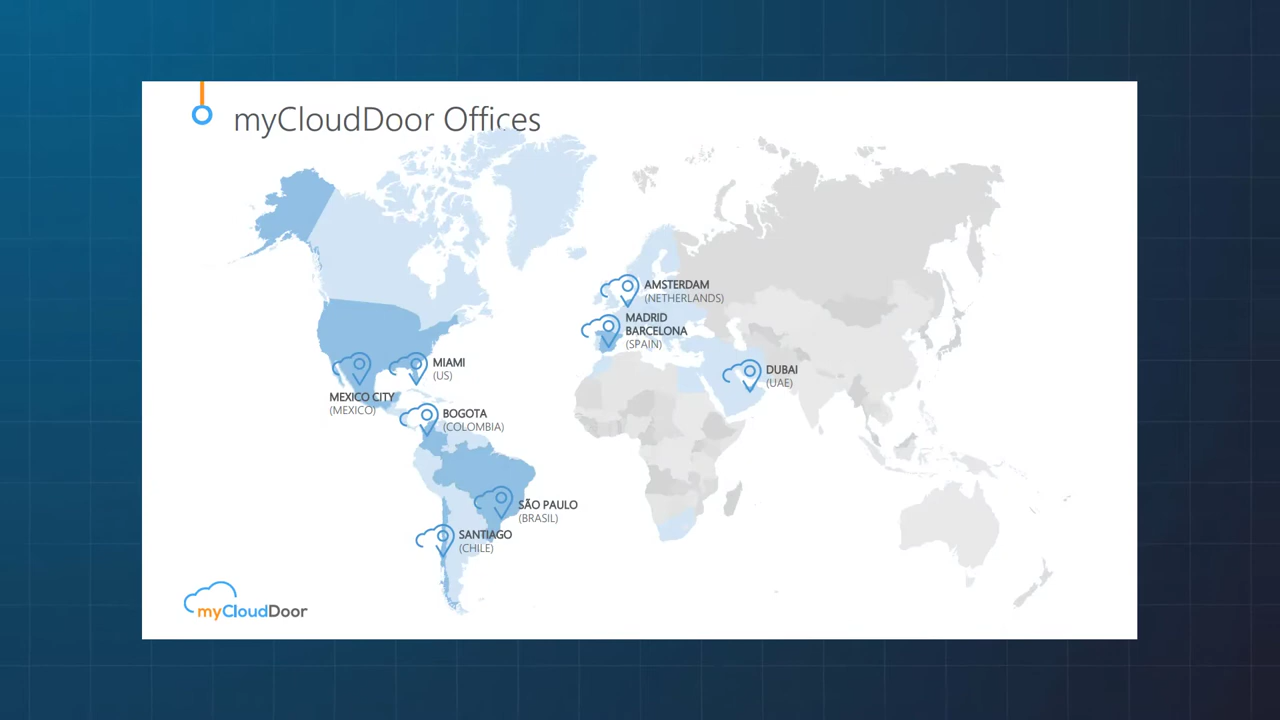 myCloudDoor Offices
AMSTERDAM
(NETHERLANDS)
MADRID
BARCELONA
(SPAIN)
MIAMI
(US)
DUBAI
(UAE)
MEXICO CITY
(MEXICO)
BOGOTA
(COLOMBIA)
SÃO PAULO
(BRASIL)
SANTIAGO
(CHILE)
myCloudDoor